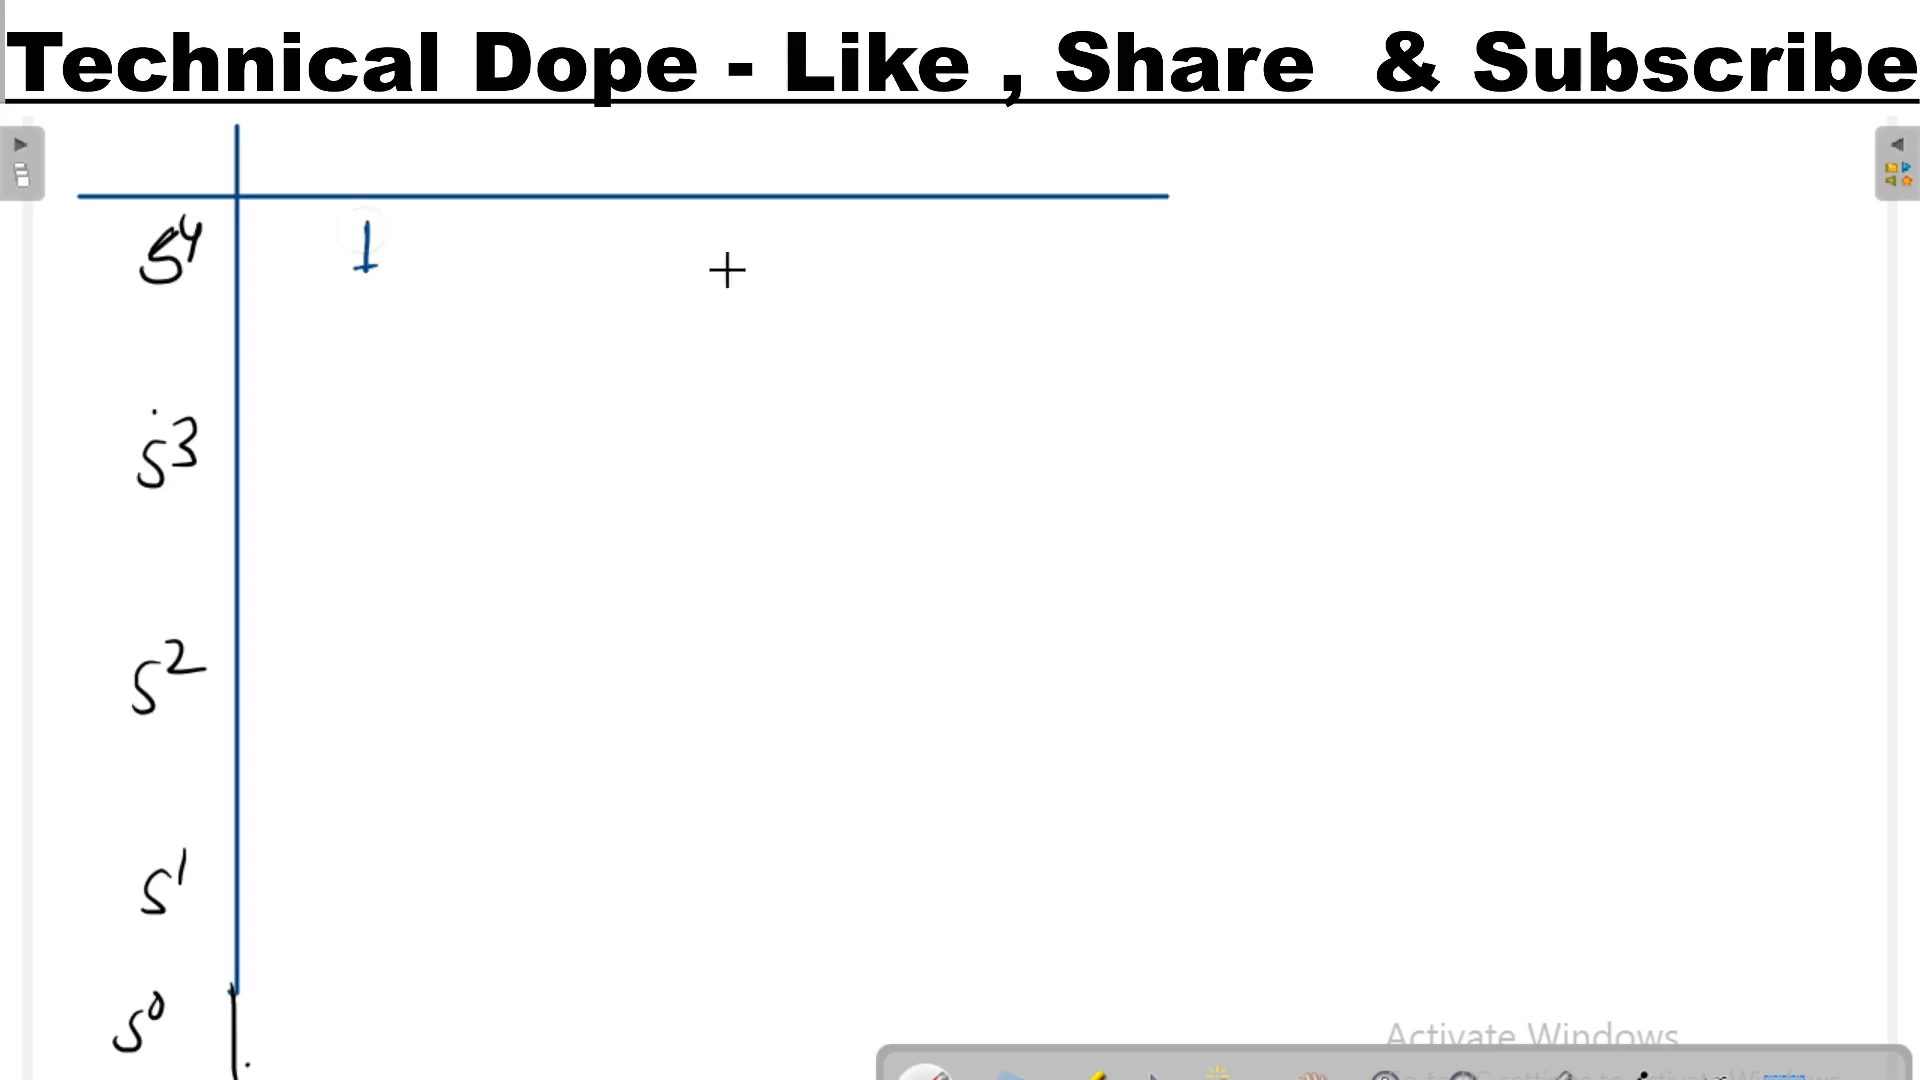 Technical Dope - Like , Share & Subscribe
s⁴ 1
s³
s²
s¹
s⁰
Activate Windows